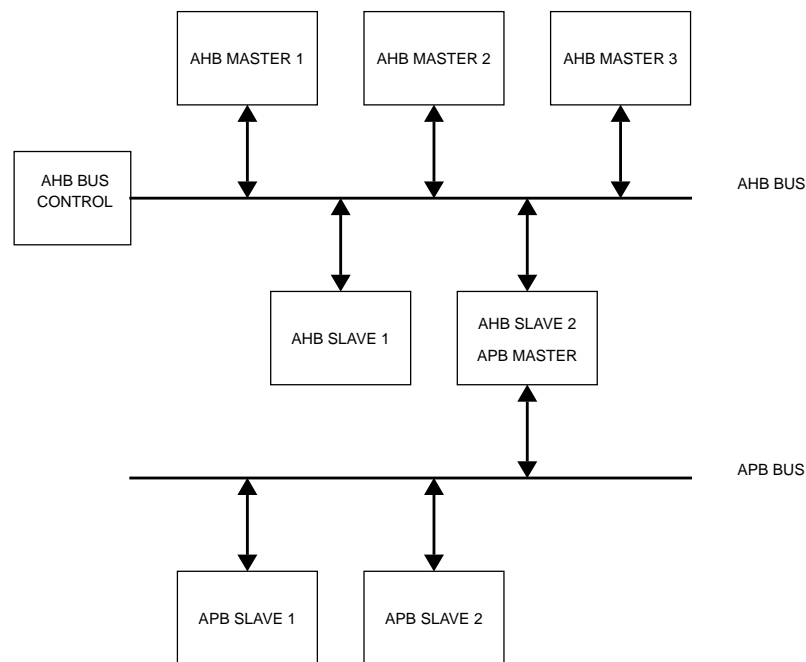 AHB MASTER 1
AHB MASTER 2
AHB MASTER 3
AHB BUS
CONTROL
AHB BUS
AHB SLAVE 1
AHB SLAVE 2
APB MASTER
APB BUS
APB SLAVE 1
APB SLAVE 2